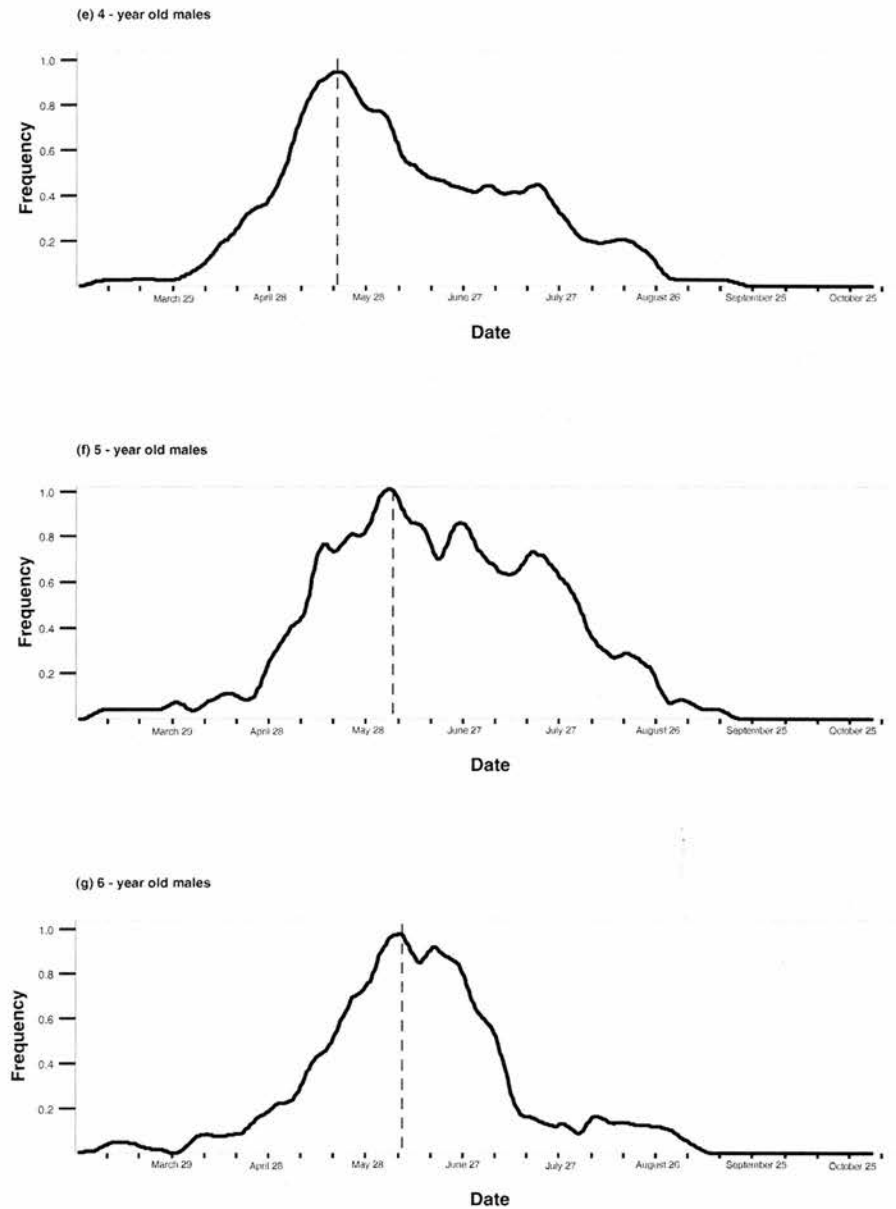 (e) 4 - year old males
1.0
0.8
0.6
0.4
0.2
Frequency
March 29 April 28 May 28 June 27 July 27 August 26 September 25 October 25
Date
(f) 5 - year old males
1.0
0.8
0.6
0.4
0.2
Frequency
March 29 April 28 May 28 June 27 July 27 August 26 September 25 October 25
Date
(g) 6 - year old males
1.0
0.8
0.6
0.4
0.2
Frequency
March 29 April 28 May 28 June 27 July 27 August 26 September 25 October 25
Date